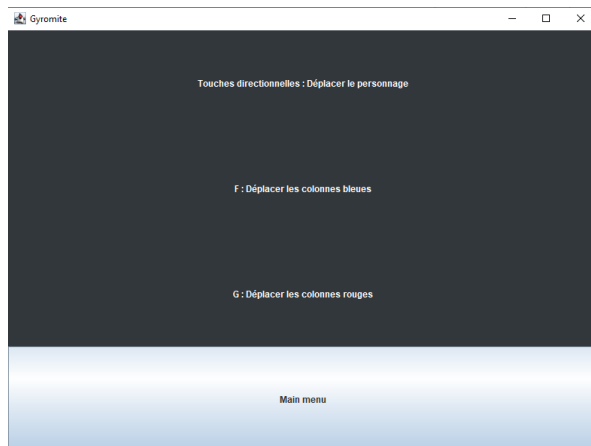 Gyromite
Touches directionnelles : Déplacer le personnage
F : Déplacer les colonnes bleues
G : Déplacer les colonnes rouges
Main menu